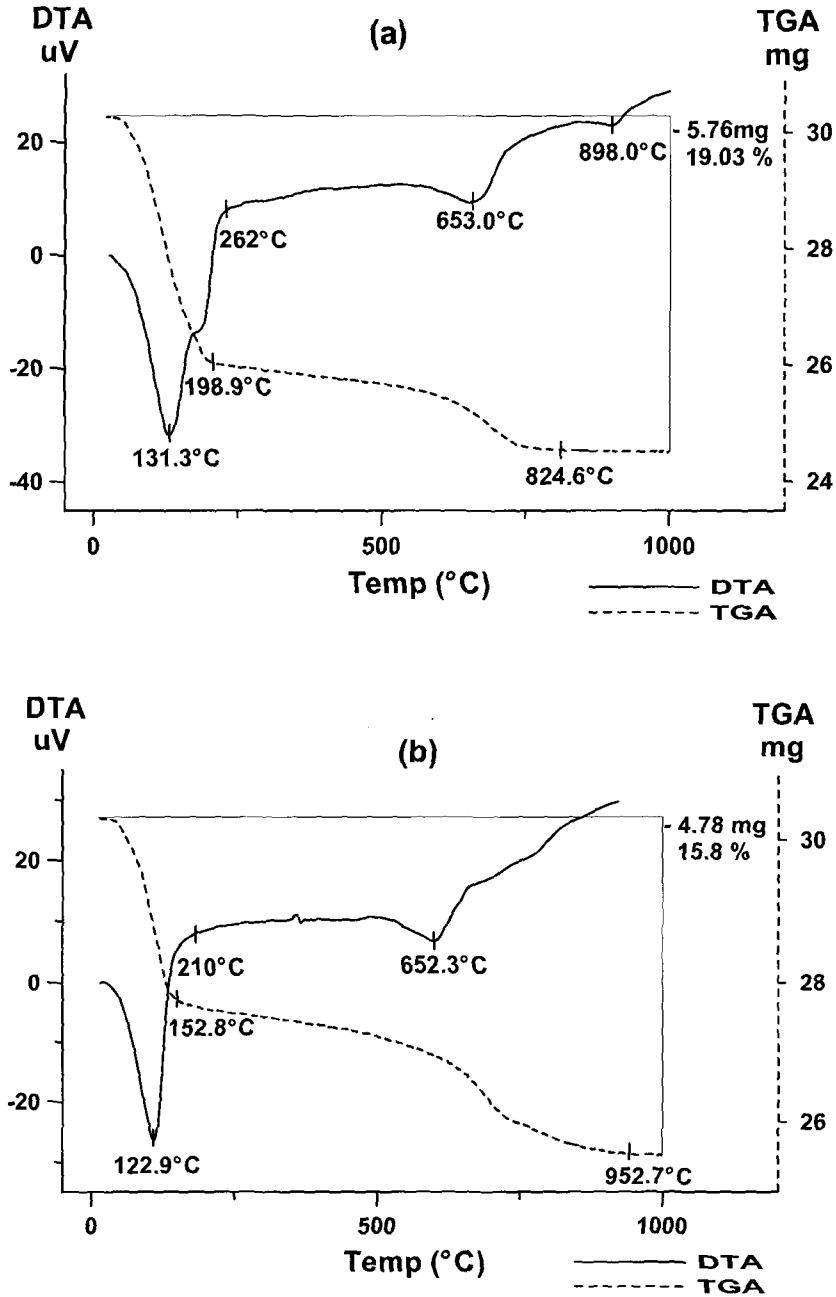 DTA
uV
(a)
TGA
mg
20
0
-20
-40
30
28
26
24
- 5.76mg
19.03 %
898.0°C
653.0°C
262°C
198.9°C
131.3°C
824.6°C
0
500
1000
Temp (°C)
DTA
TGA
DTA
uV
(b)
TGA
mg
20
0
-20
30
28
26
- 4.78 mg
15.8 %
210°C
652.3°C
152.8°C
122.9°C
952.7°C
0
500
1000
Temp (°C)
DTA
TGA